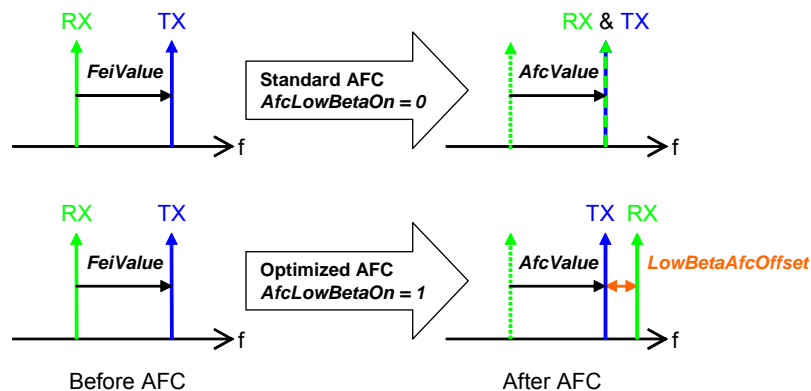 RX TX
FeiValue
f
Standard AFC
AfcLowBetaOn = 0
RX & TX
AfcValue
f
RX TX
FeiValue
f
Optimized AFC
AfcLowBetaOn = 1
TX RX
AfcValue
LowBetaAfcOffset
f
Before AFC
After AFC